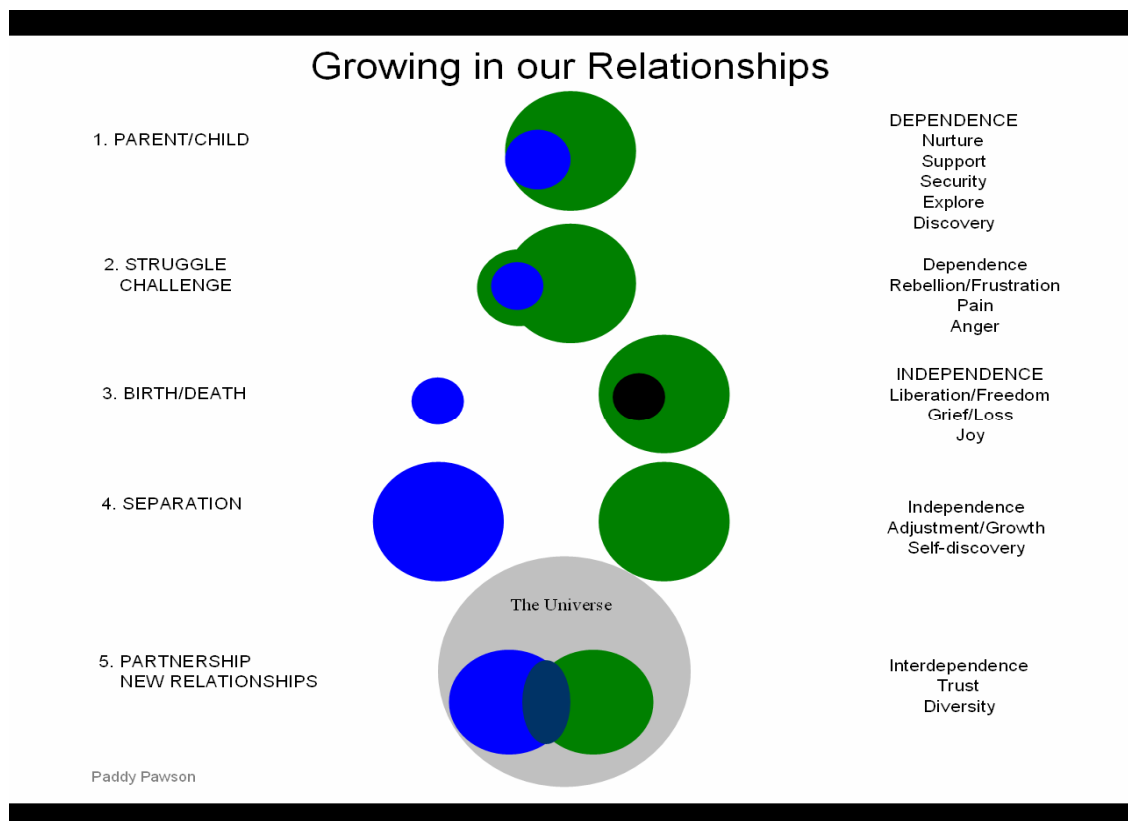 Growing in our Relationships
1. PARENT/CHILD
DEPENDENCE
Nurture
Support
Security
Explore
Discovery
2. STRUGGLE
CHALLENGE
Dependence
Rebellion/Frustration
Pain
Anger
3. BIRTH/DEATH
INDEPENDENCE
Liberation/Freedom
Grief/Loss
Joy
4. SEPARATION
Independence
Adjustment/Growth
Self-discovery
The Universe
5. PARTNERSHIP
NEW RELATIONSHIPS
Interdependence
Trust
Diversity
Paddy Pawson